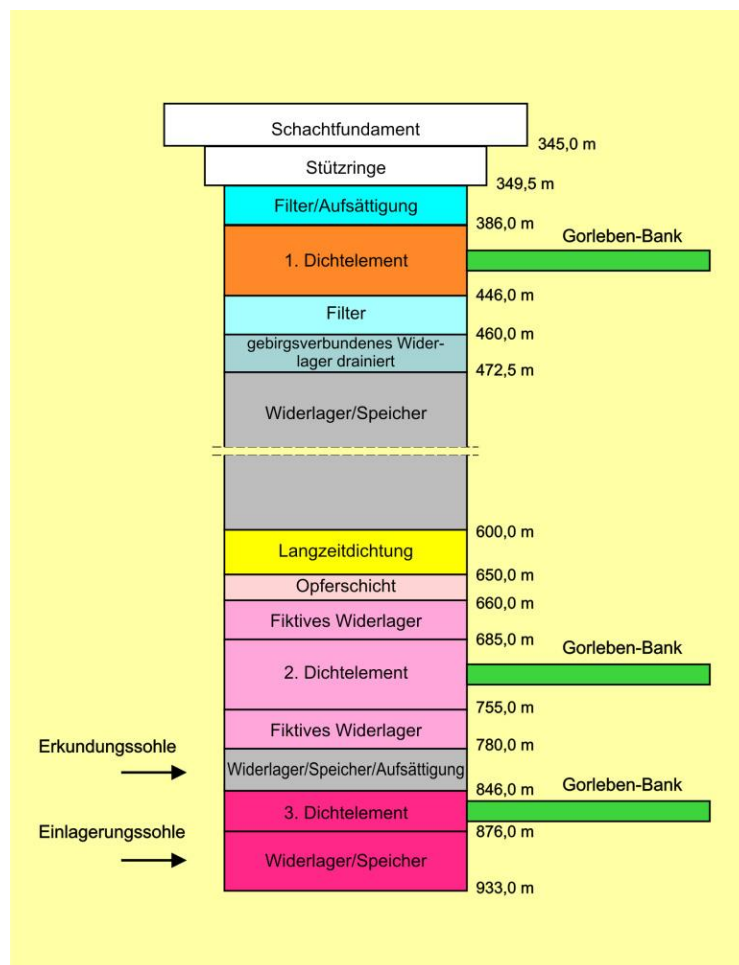 Schachtfundament
345,0 m
Stützringe
349,5 m
Filter/Aufsättigung
386,0 m
Gorleben-Bank
1. Dichtelement
446,0 m
Filter
460,0 m
gebirgsverbundenes Wider-
lager drainiert
472,5 m
Widerlager/Speicher
600,0 m
Langzeitdichtung
650,0 m
Opferschicht
660,0 m
Fiktives Widerlager
685,0 m
Gorleben-Bank
2. Dichtelement
755,0 m
Fiktives Widerlager
780,0 m
Erkundungssohle
Widerlager/Speicher/Aufsättigung
846,0 m
Gorleben-Bank
3. Dichtelement
876,0 m
Einlagerungssohle
Widerlager/Speicher
933,0 m